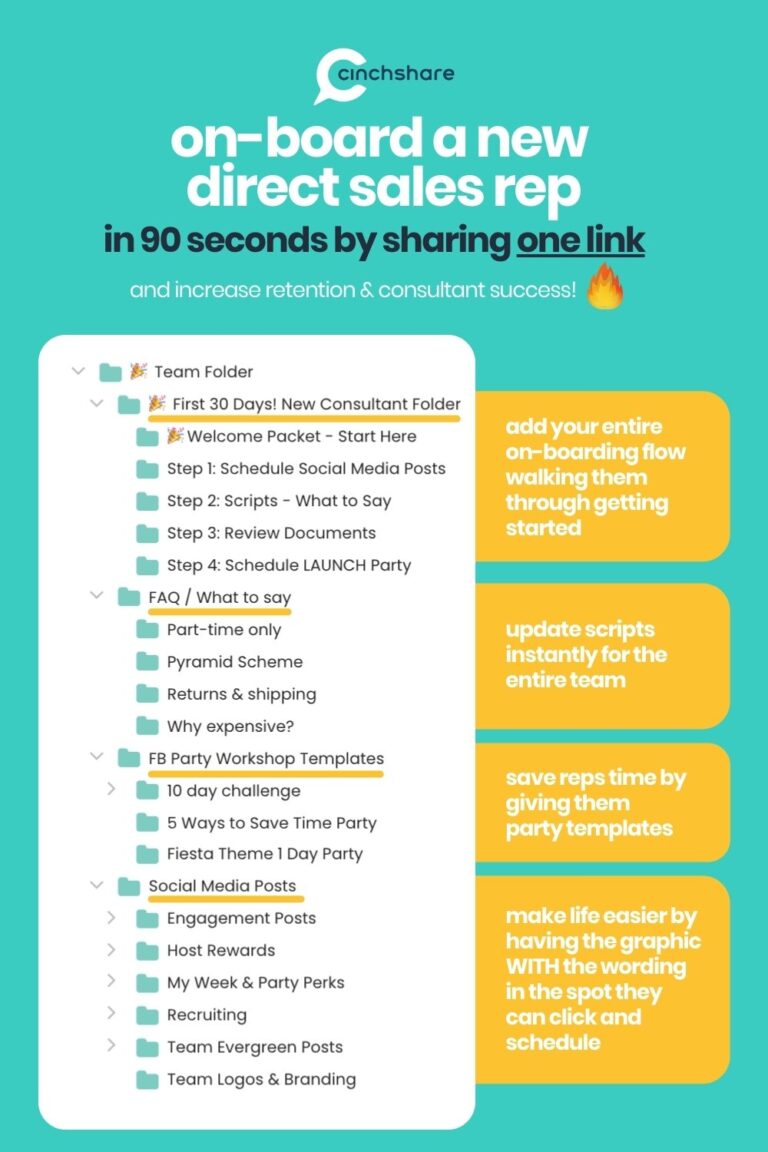 cinchshare
on-board a new
direct sales rep
in 90 seconds by sharing one link
and increase retention & consultant success!
Team Folder
First 30 Days! New Consultant Folder
Welcome Packet - Start Here
Step 1: Schedule Social Media Posts
Step 2: Scripts - What to Say
Step 3: Review Documents
Step 4: Schedule LAUNCH Party
add your entire
on-boarding flow
walking them
through getting
started
FAQ / What to say
Part-time only
Pyramid Scheme
Returns & shipping
Why expensive?
update scripts
instantly for the
entire team
FB Party Workshop Templates
10 day challenge
5 Ways to Save Time Party
Fiesta Theme 1 Day Party
save reps time by
giving them
party templates
Social Media Posts
Engagement Posts
Host Rewards
My Week & Party Perks
Recruiting
Team Evergreen Posts
Team Logos & Branding
make life easier by
having the graphic
WITH the wording
in the spot they
can click and
schedule